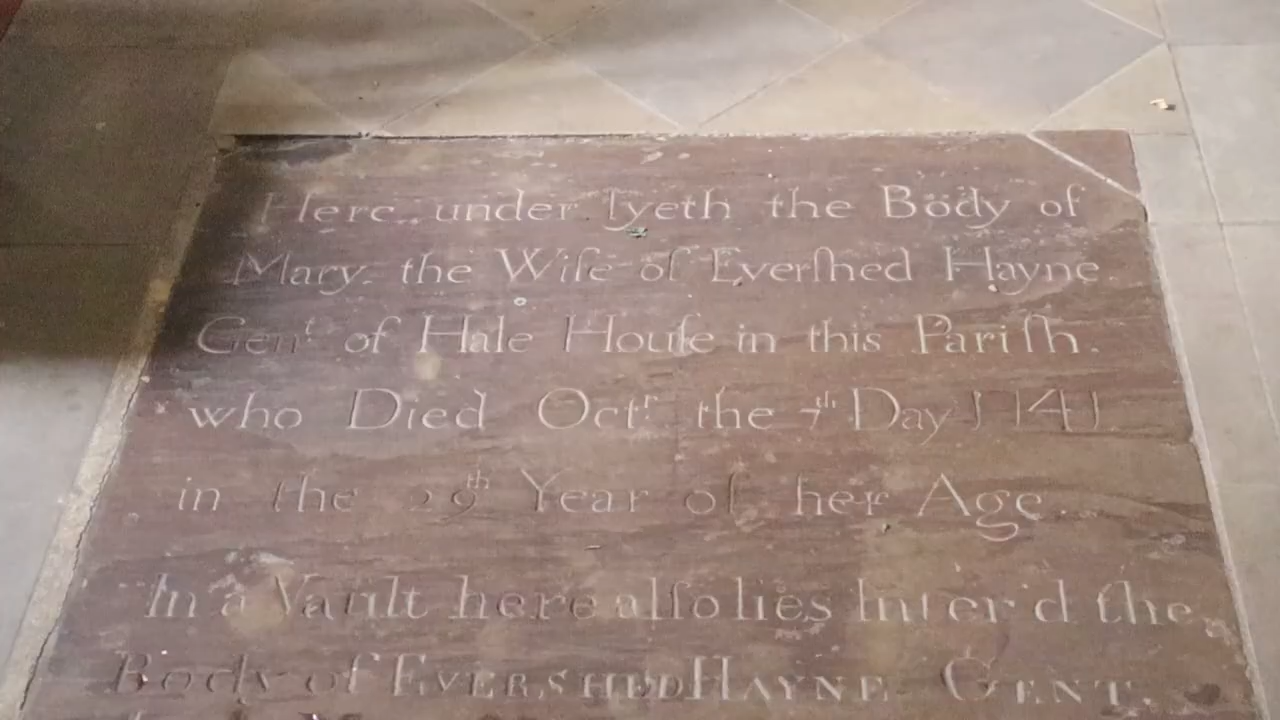 Here under lyeth the Body of
Mary the Wife of Everſhed Hayne
Genᵗ of Hale Houſe in this Pariſh.
who Died Octʳ the 7ᵗʰ Day 1741
in the 29ᵗʰ Year of her Age.
In a Vault here alſo lies Inter'd the
Body of EVERSHED HAYNE GENT.